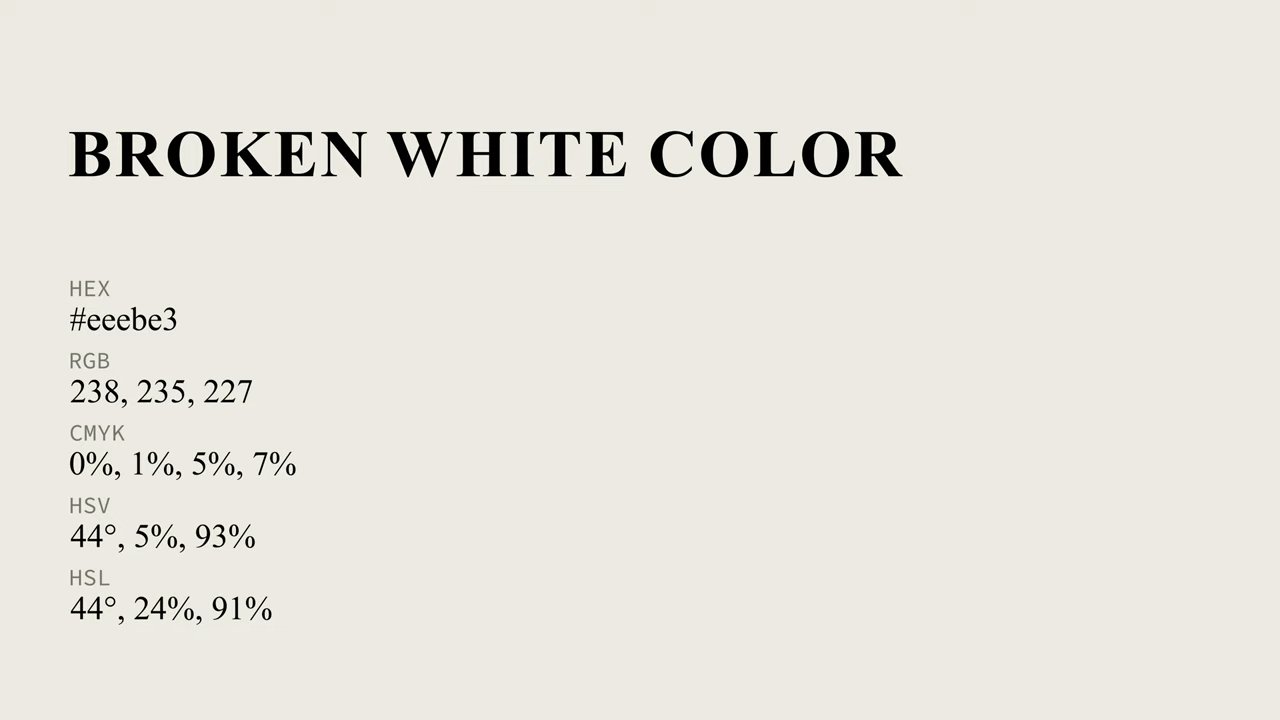 BROKEN WHITE COLOR
HEX
#eeebe3
RGB
238, 235, 227
CMYK
0%, 1%, 5%, 7%
HSV
44°, 5%, 93%
HSL
44°, 24%, 91%